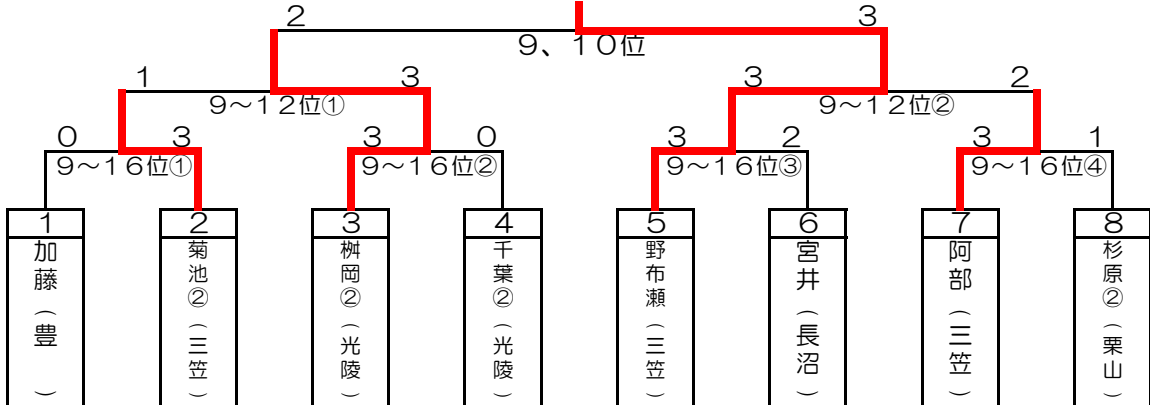 2 3
９、１０位
1 3 3 2
９～１２位① ９～１２位②
0 3 3 0 3 2 3 1
９～１６位① ９～１６位② ９～１６位③ ９～１６位④
1 2 3 4 5 6 7 8
加藤（豊　）
菊池②（三笠）
桝岡②（光陵）
千葉②（光陵）
野布瀬（三笠）
宮井（長沼）
阿部（三笠）
杉原②（栗山）